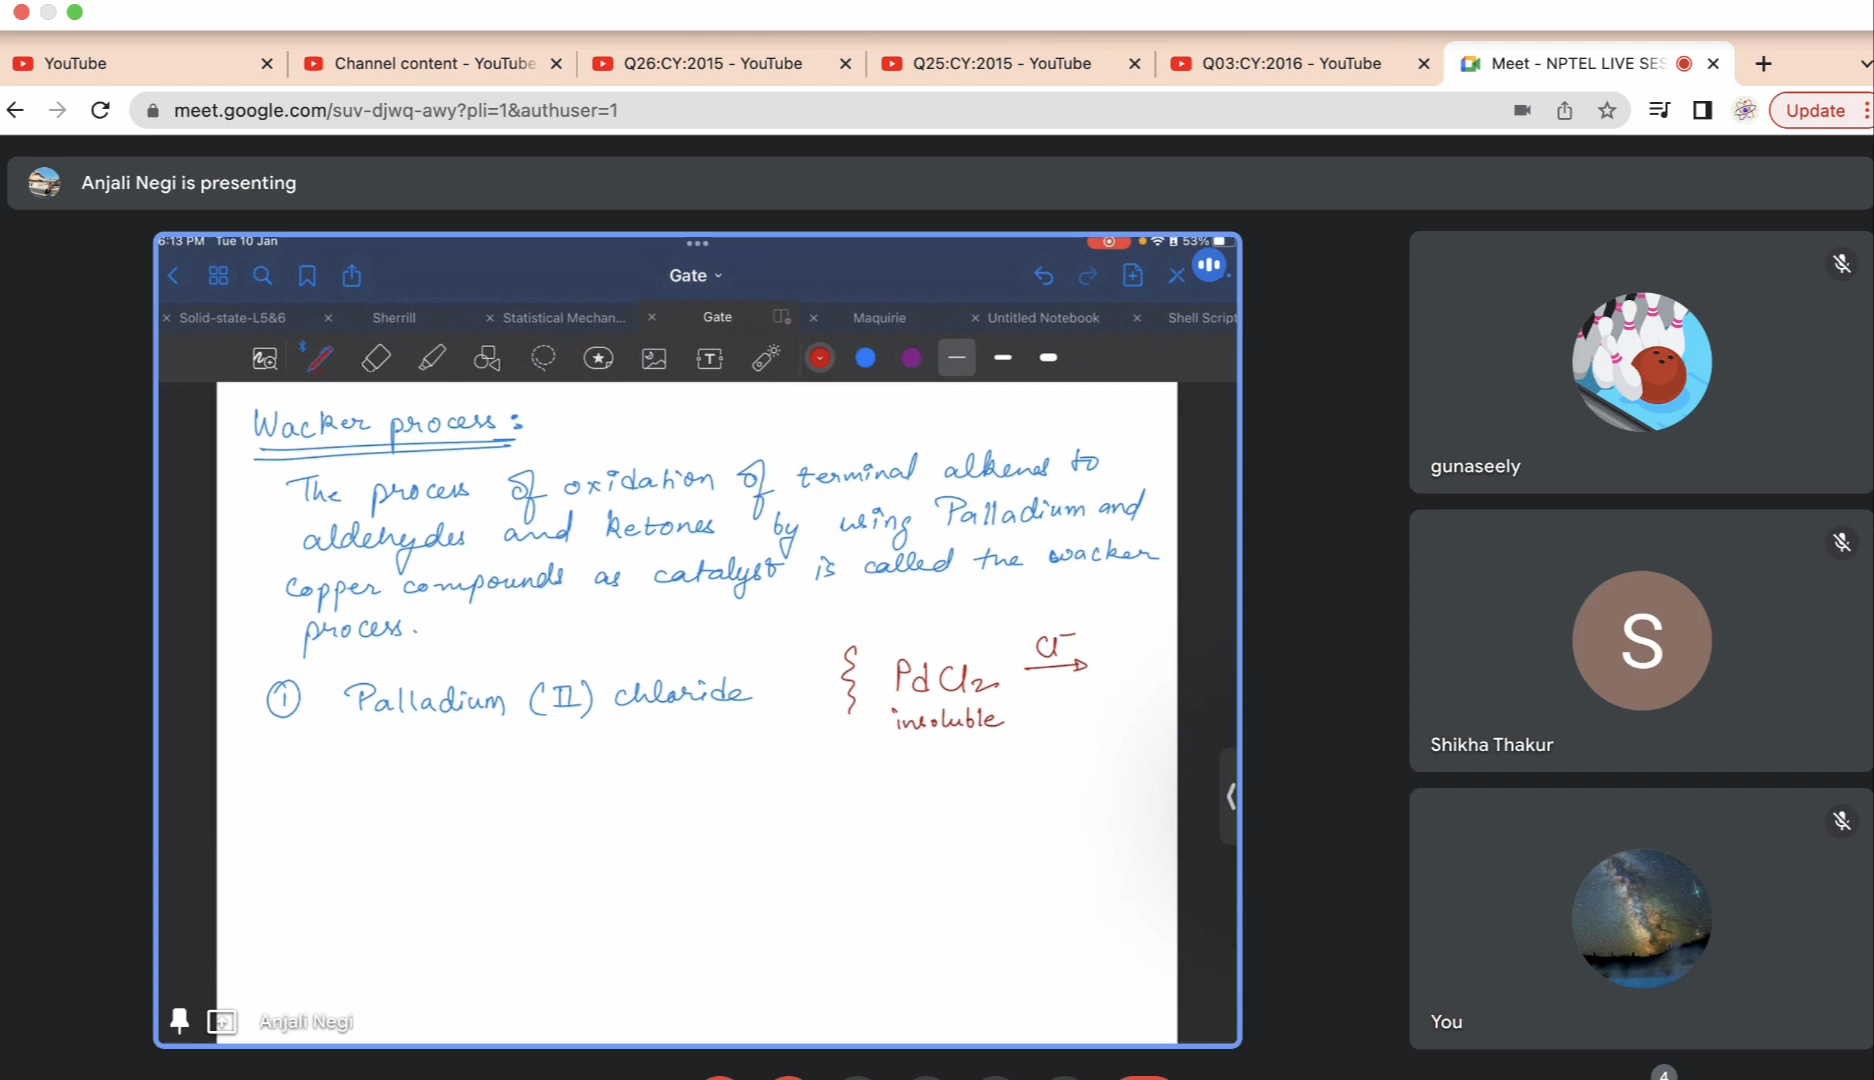 YouTube
Channel content - YouTube
Q26:CY:2015 - YouTube
Q25:CY:2015 - YouTube
Q03:CY:2016 - YouTube
Meet - NPTEL LIVE SES
meet.google.com/suv-djwq-awy?pli=1&authuser=1
Update
Anjali Negi is presenting
6:13 PM Tue 10 Jan
53%
Gate
Solid-state-L5&6
Sherrill
Statistical Mechan...
Gate
Maquirie
Untitled Notebook
Shell Script
Wacker process:
The process of oxidation of terminal alkenes to
aldehydes and ketones by using Palladium and
Copper compounds as catalyst is called the wacker
process.
① Palladium (II) chloride
{ PdCl₂ Cl⁻ →
insoluble
Anjali Negi
gunaseely
S
Shikha Thakur
You
4